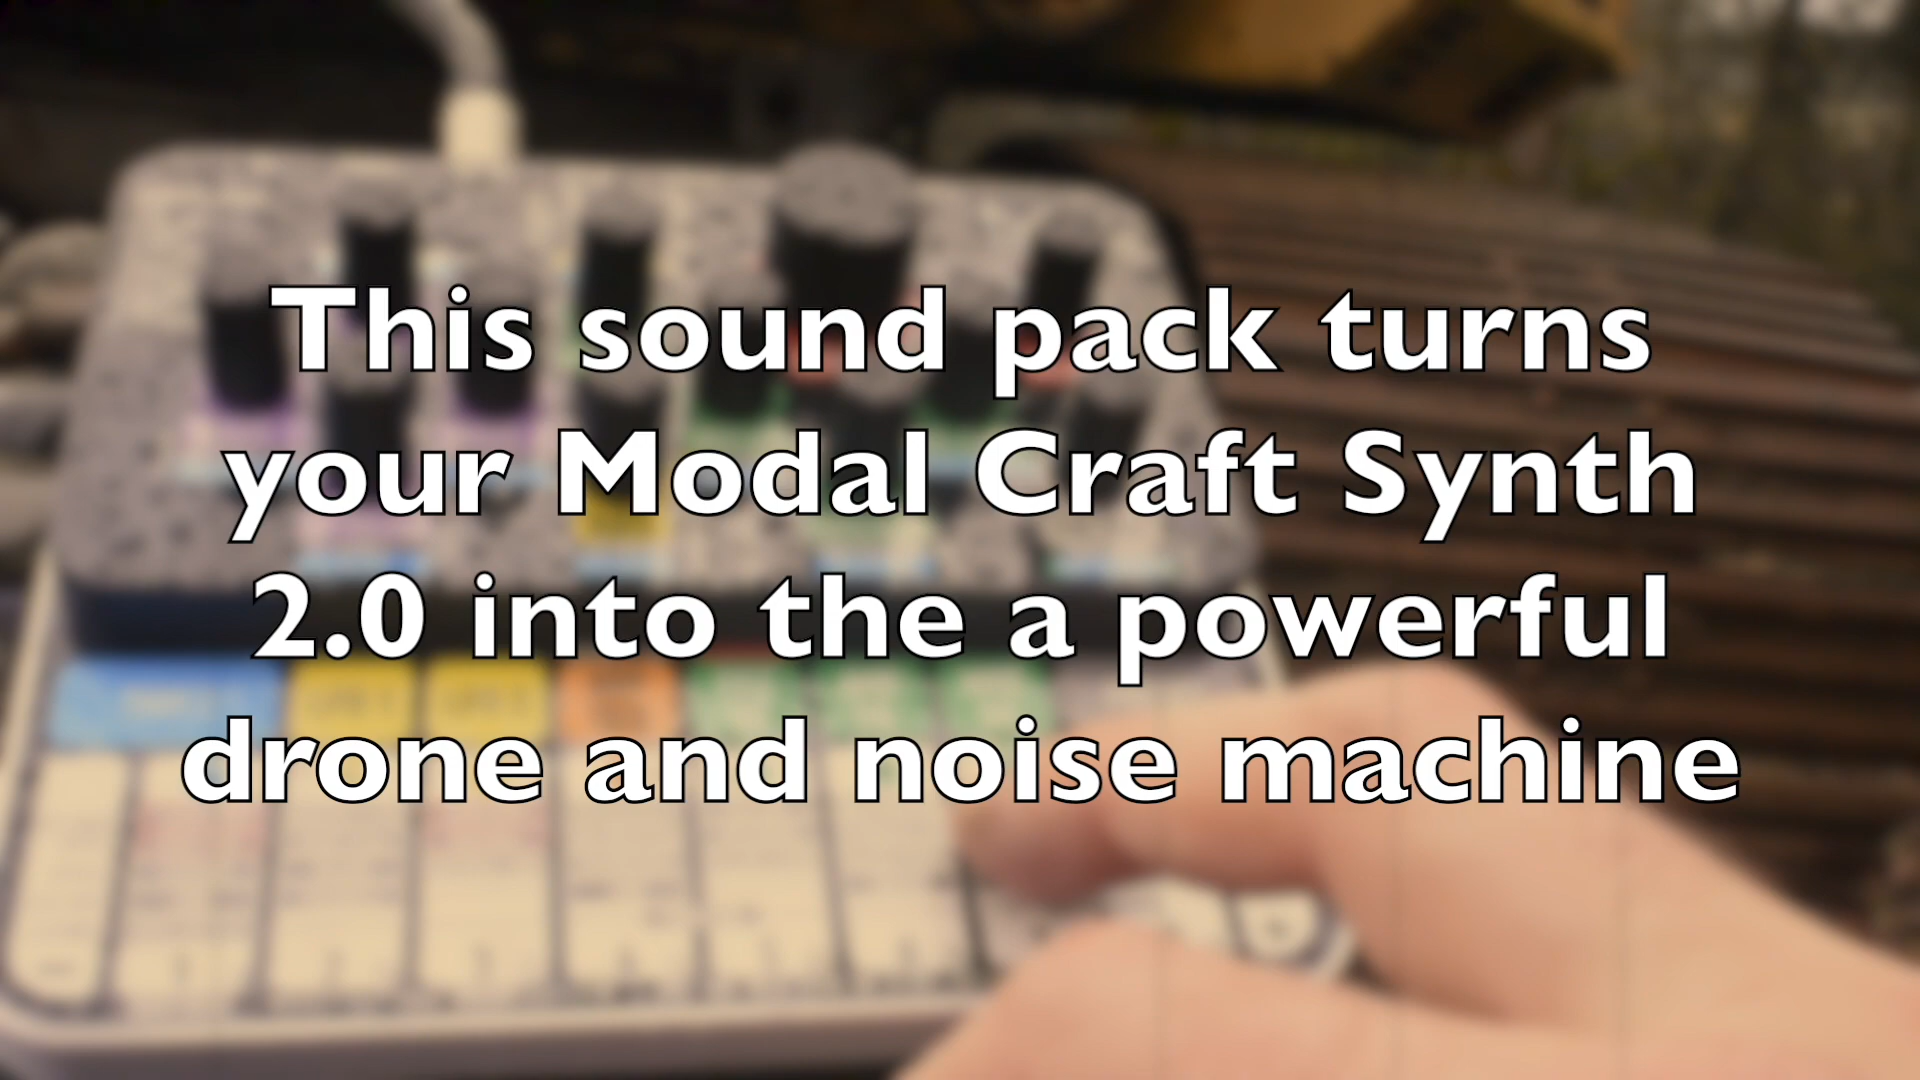 This sound pack turns
your Modal Craft Synth
2.0 into the a powerful
drone and noise machine